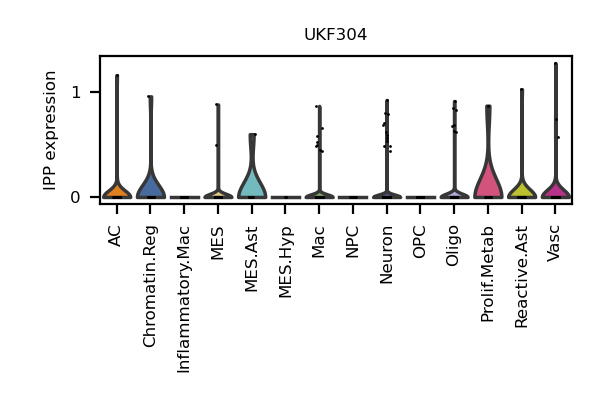 UKF304
IPP expression
1
0
AC
Chromatin.Reg
Inflammatory.Mac
MES
MES.Ast
MES.Hyp
Mac
NPC
Neuron
OPC
Oligo
Prolif.Metab
Reactive.Ast
Vasc